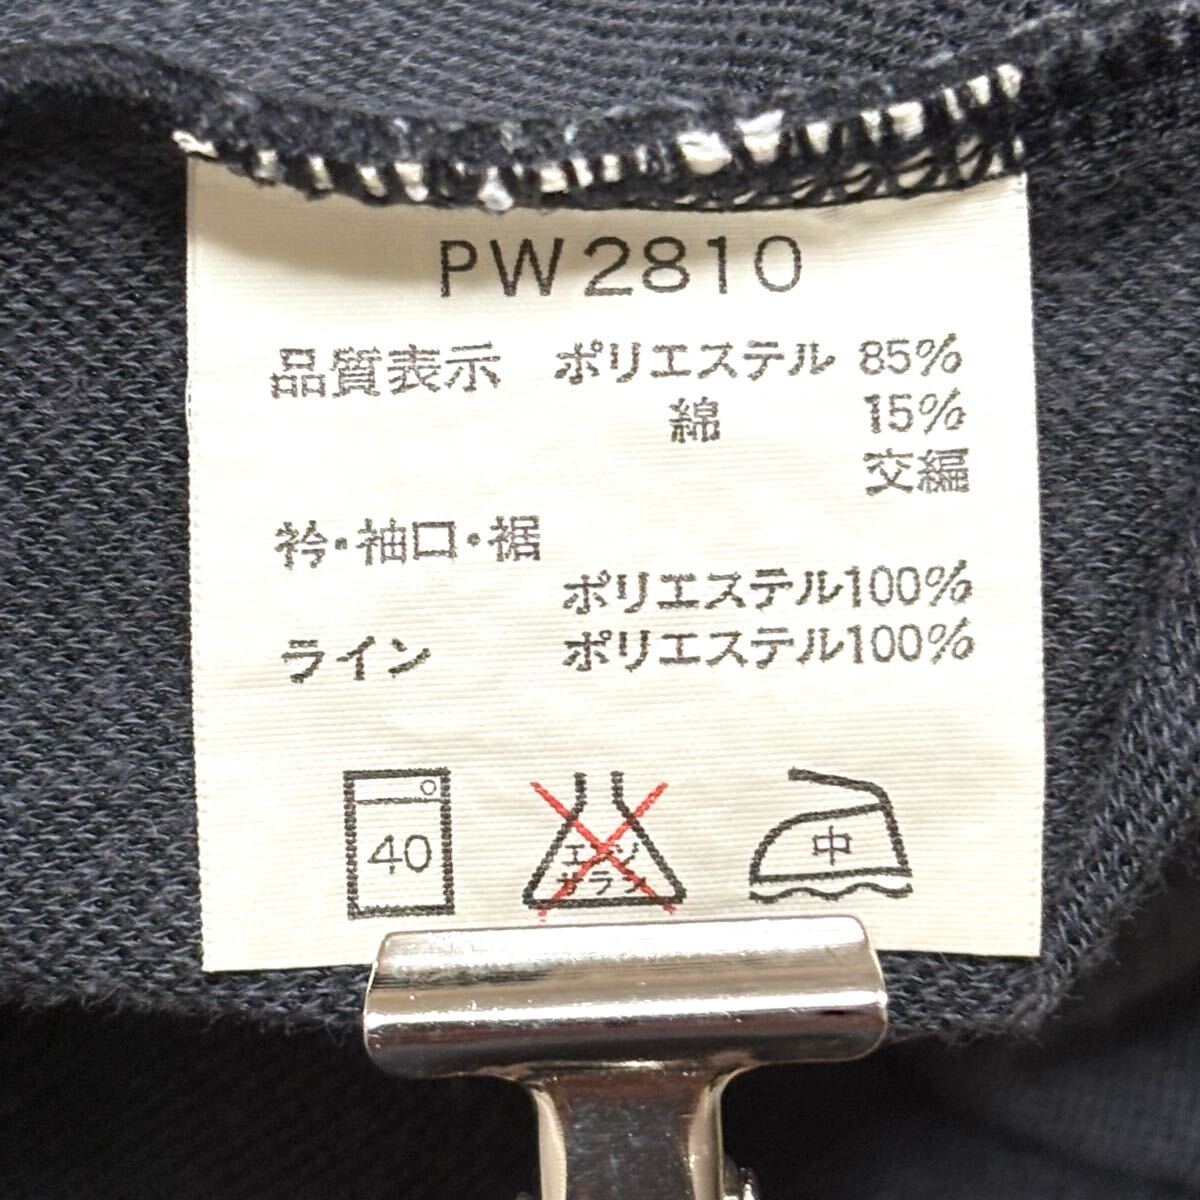 PW2810
品質表示 ポリエステル 85%
綿 15%
交編
衿・袖口・裾
ポリエステル100%
ライン ポリエステル100%
40 エンソ 中
サラシ